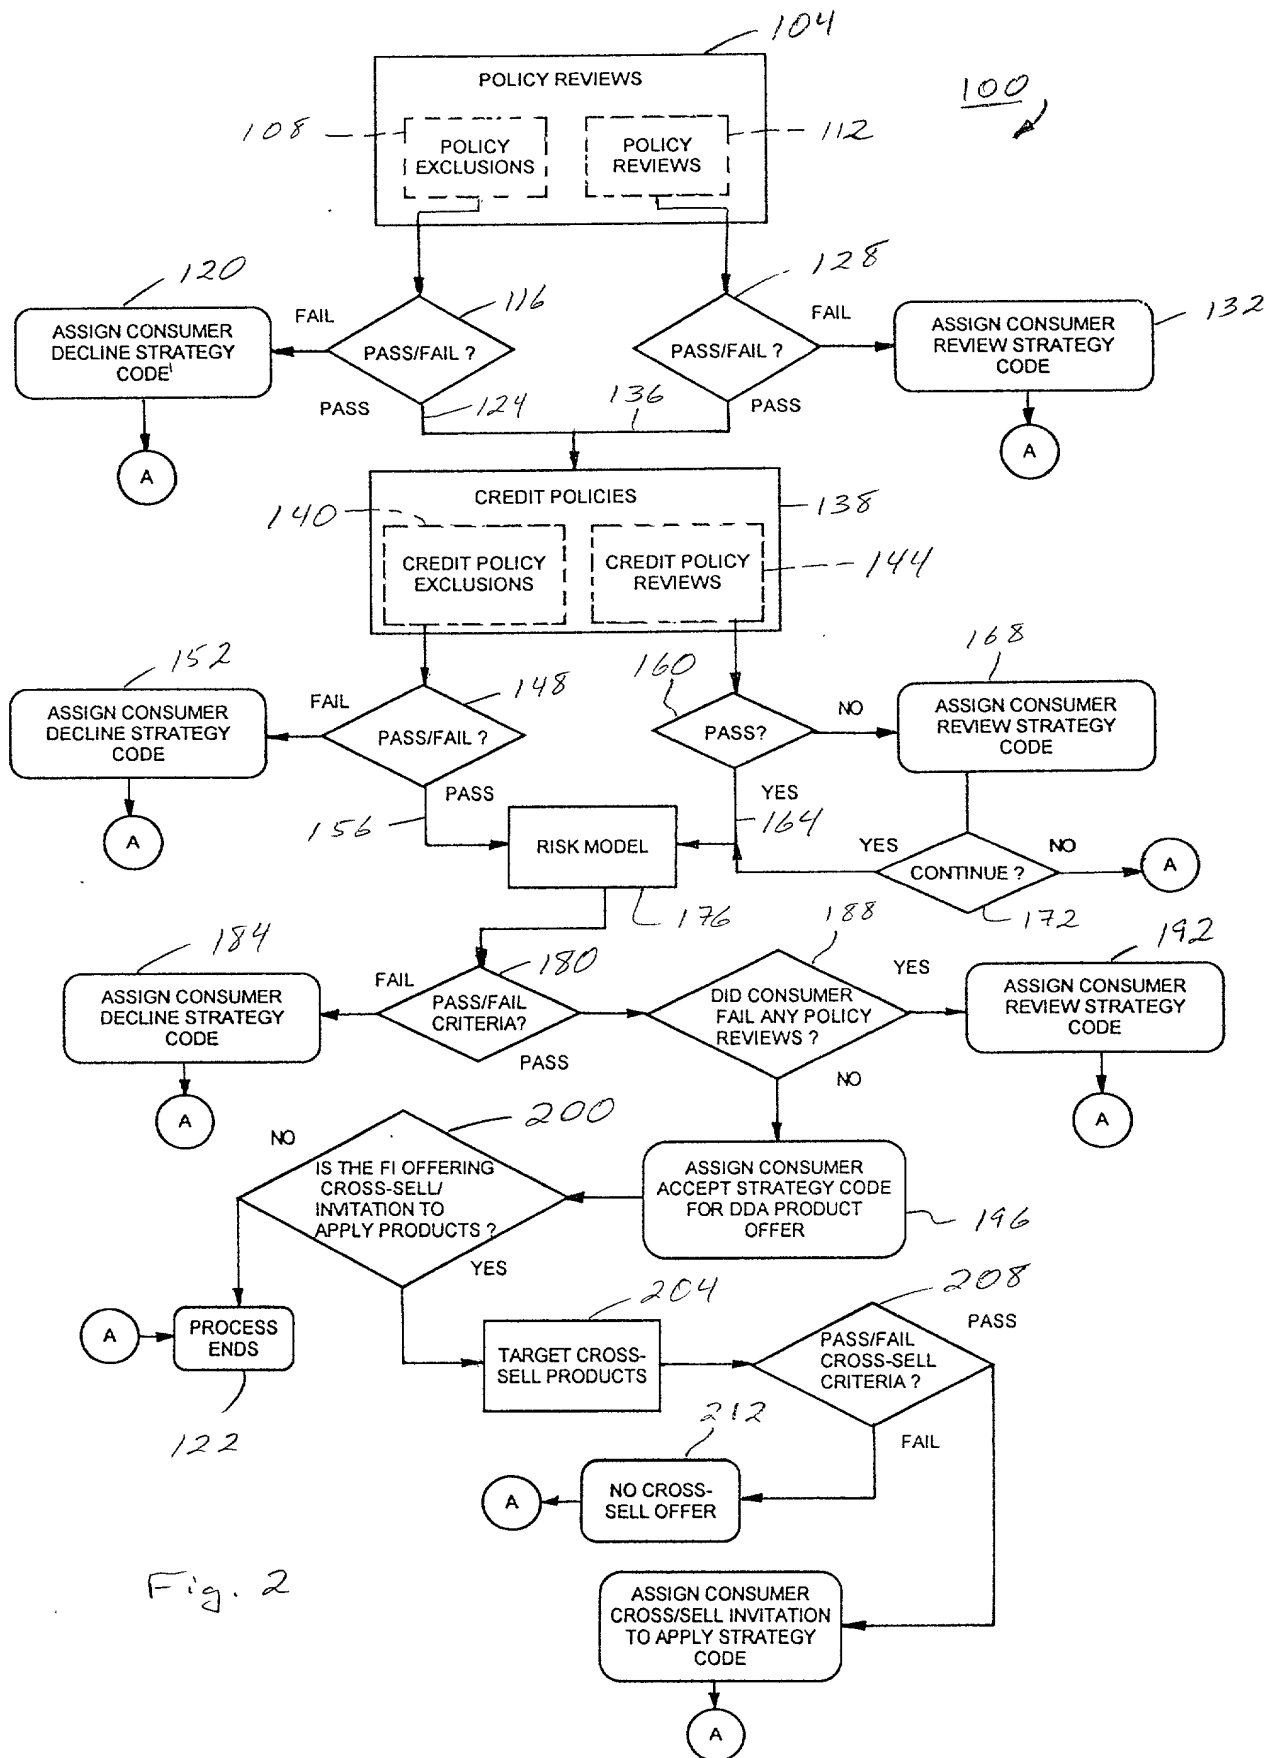 104
POLICY REVIEWS
100
108
112
POLICY
EXCLUSIONS
POLICY
REVIEWS
120
128
116
132
FAIL
FAIL
ASSIGN CONSUMER
DECLINE STRATEGY
CODE
PASS/FAIL ?
PASS/FAIL ?
ASSIGN CONSUMER
REVIEW STRATEGY
CODE
PASS
124
136
PASS
A
A
CREDIT POLICIES
138
140
CREDIT POLICY
EXCLUSIONS
CREDIT POLICY
REVIEWS
144
152
148
160
168
FAIL
NO
ASSIGN CONSUMER
DECLINE STRATEGY
CODE
PASS/FAIL ?
PASS?
ASSIGN CONSUMER
REVIEW STRATEGY
CODE
PASS
YES
156
164
A
RISK MODEL
YES
NO
CONTINUE ?
A
176
172
184
180
188
192
FAIL
YES
ASSIGN CONSUMER
DECLINE STRATEGY
CODE
PASS/FAIL
CRITERIA?
DID CONSUMER
FAIL ANY POLICY
REVIEWS ?
ASSIGN CONSUMER
REVIEW STRATEGY
CODE
PASS
NO
A
A
200
NO
IS THE FI OFFERING
CROSS-SELL/
INVITATION TO
APPLY PRODUCTS ?
ASSIGN CONSUMER
ACCEPT STRATEGY CODE
FOR DDA PRODUCT
OFFER
196
YES
204
208
A
PROCESS
ENDS
TARGET CROSS-
SELL PRODUCTS
PASS/FAIL
CROSS-SELL
CRITERIA ?
PASS
122
212
FAIL
A
NO CROSS-
SELL OFFER
Fig. 2
ASSIGN CONSUMER
CROSS/SELL INVITATION
TO APPLY STRATEGY
CODE
A